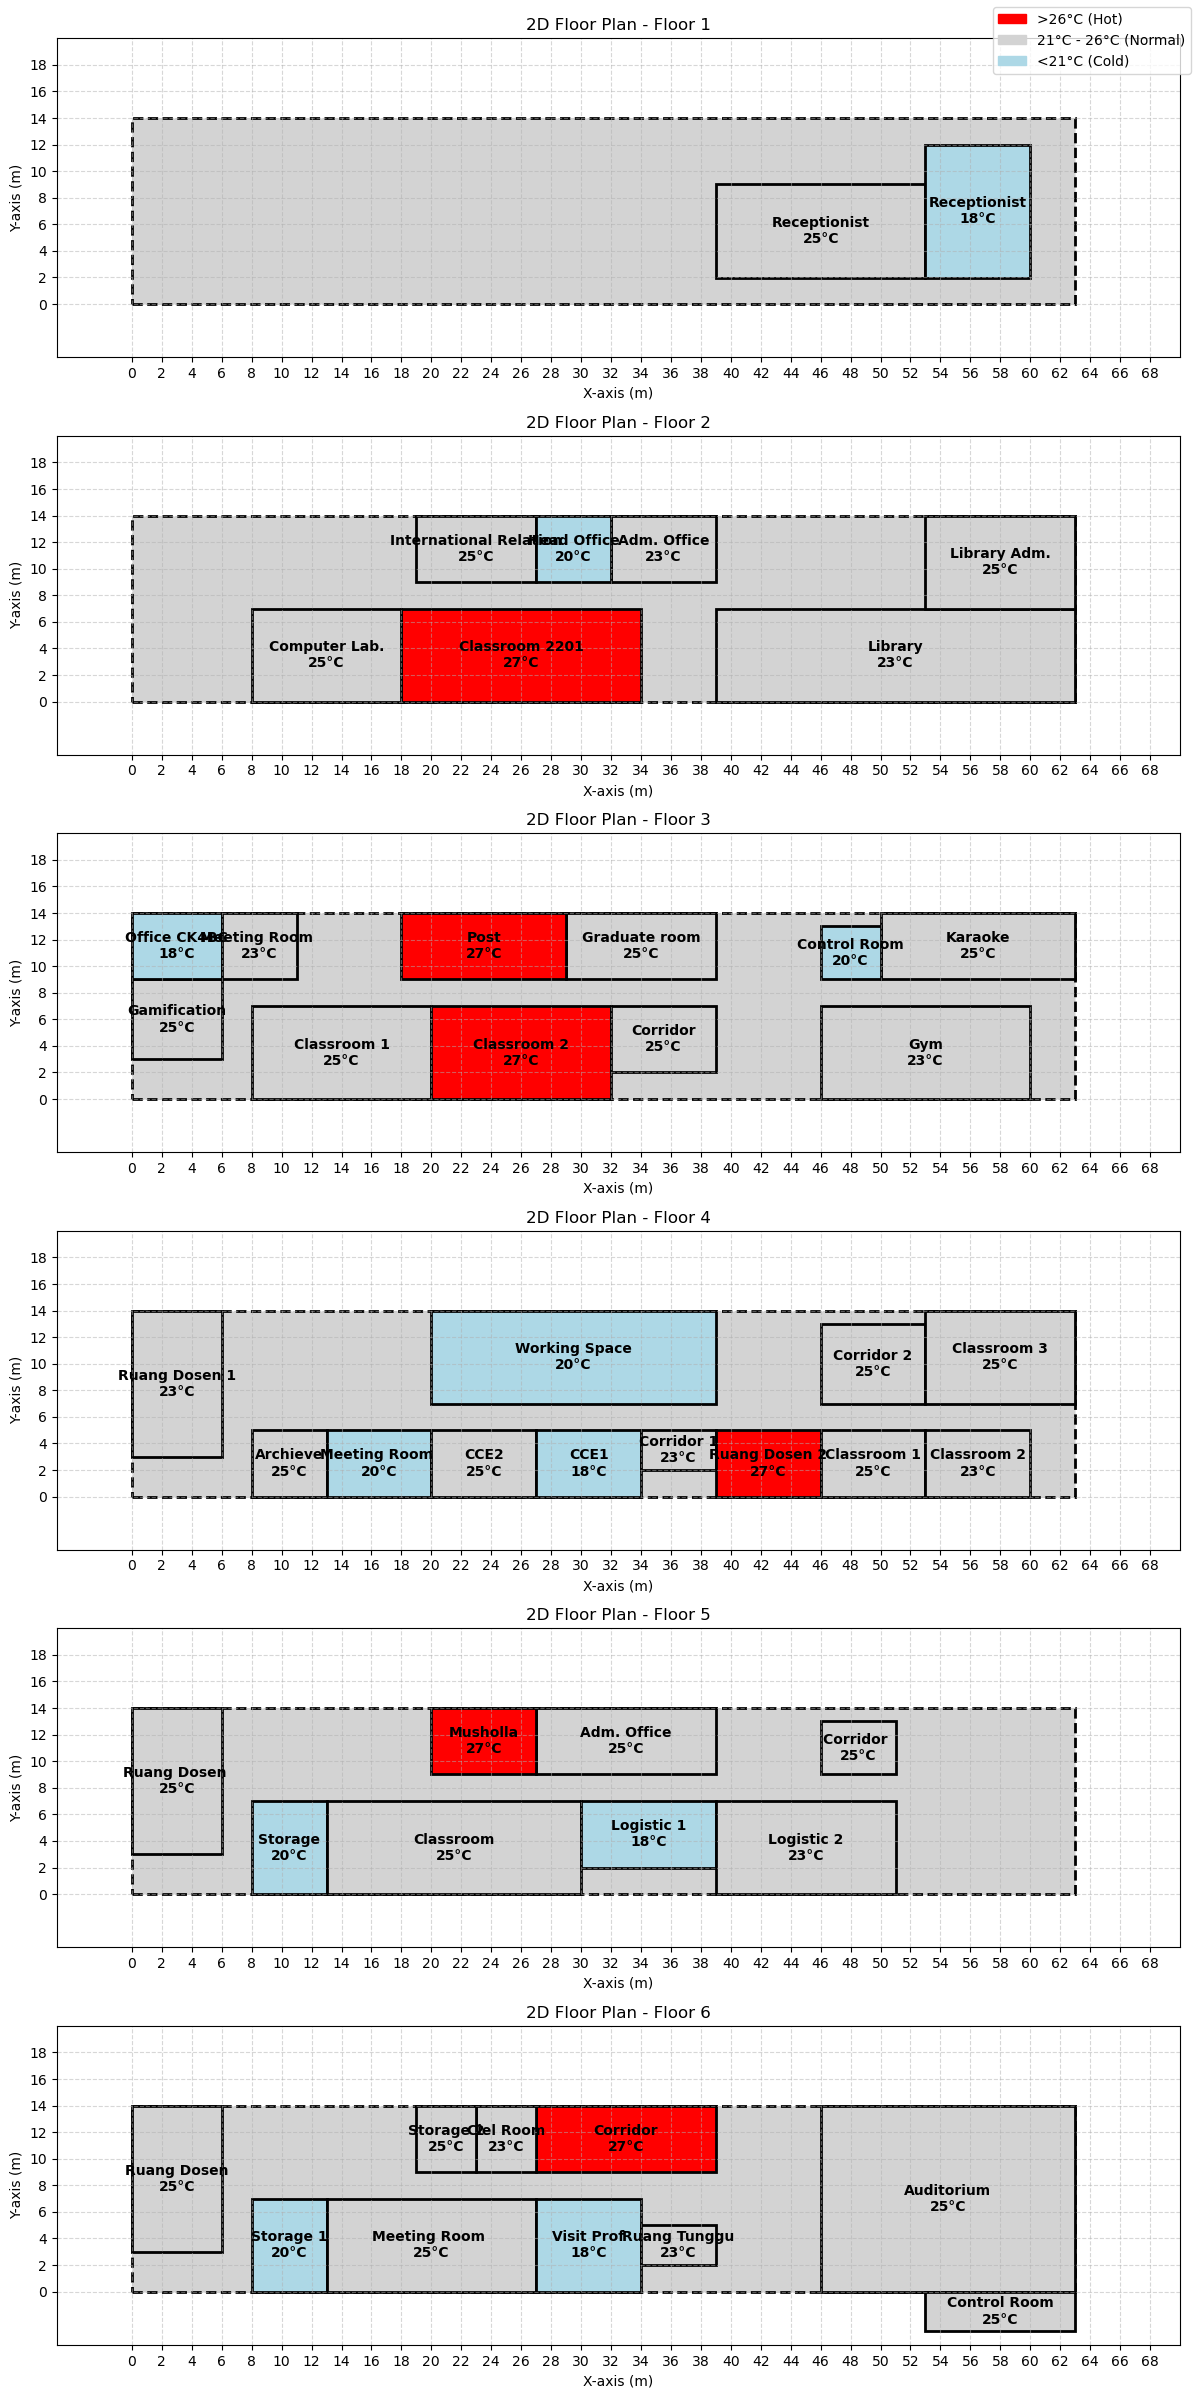 2D Floor Plan - Floor 1
>26°C (Hot)
21°C - 26°C (Normal)
<21°C (Cold)
Y-axis (m)
18
16
14
12
10
8
6
4
2
0
Receptionist
25°C
Receptionist
18°C
0 2 4 6 8 10 12 14 16 18 20 22 24 26 28 30 32 34 36 38 40 42 44 46 48 50 52 54 56 58 60 62 64 66 68
X-axis (m)
2D Floor Plan - Floor 2
Y-axis (m)
18
16
14
12
10
8
6
4
2
0
International Relation
25°C
Head Office
20°C
Adm. Office
23°C
Library Adm.
25°C
Computer Lab.
25°C
Classroom 2201
27°C
Library
23°C
0 2 4 6 8 10 12 14 16 18 20 22 24 26 28 30 32 34 36 38 40 42 44 46 48 50 52 54 56 58 60 62 64 66 68
X-axis (m)
2D Floor Plan - Floor 3
Y-axis (m)
18
16
14
12
10
8
6
4
2
0
Office
18°C
Meeting Room
23°C
Post
27°C
Graduate room
25°C
Control Room
20°C
Karaoke
25°C
Gamification
25°C
Classroom 1
25°C
Classroom 2
27°C
Corridor
25°C
Gym
23°C
0 2 4 6 8 10 12 14 16 18 20 22 24 26 28 30 32 34 36 38 40 42 44 46 48 50 52 54 56 58 60 62 64 66 68
X-axis (m)
2D Floor Plan - Floor 4
Y-axis (m)
18
16
14
12
10
8
6
4
2
0
Ruang Dosen 1
23°C
Working Space
20°C
Corridor 2
25°C
Classroom 3
25°C
Archieve
25°C
Meeting Room
20°C
CCE2
25°C
CCE1
18°C
Corridor 1
23°C
Ruang Dosen 2
27°C
Classroom 1
25°C
Classroom 2
23°C
0 2 4 6 8 10 12 14 16 18 20 22 24 26 28 30 32 34 36 38 40 42 44 46 48 50 52 54 56 58 60 62 64 66 68
X-axis (m)
2D Floor Plan - Floor 5
Y-axis (m)
18
16
14
12
10
8
6
4
2
0
Ruang Dosen
25°C
Musholla
27°C
Adm. Office
25°C
Corridor
25°C
Storage
20°C
Classroom
25°C
Logistic 1
18°C
Logistic 2
23°C
0 2 4 6 8 10 12 14 16 18 20 22 24 26 28 30 32 34 36 38 40 42 44 46 48 50 52 54 56 58 60 62 64 66 68
X-axis (m)
2D Floor Plan - Floor 6
Y-axis (m)
18
16
14
12
10
8
6
4
2
0
Ruang Dosen
25°C
Storage 2
25°C
Room
23°C
Corridor
27°C
Auditorium
25°C
Storage 1
20°C
Meeting Room
25°C
Visit Prof
18°C
Ruang Tunggu
23°C
Control Room
25°C
0 2 4 6 8 10 12 14 16 18 20 22 24 26 28 30 32 34 36 38 40 42 44 46 48 50 52 54 56 58 60 62 64 66 68
X-axis (m)